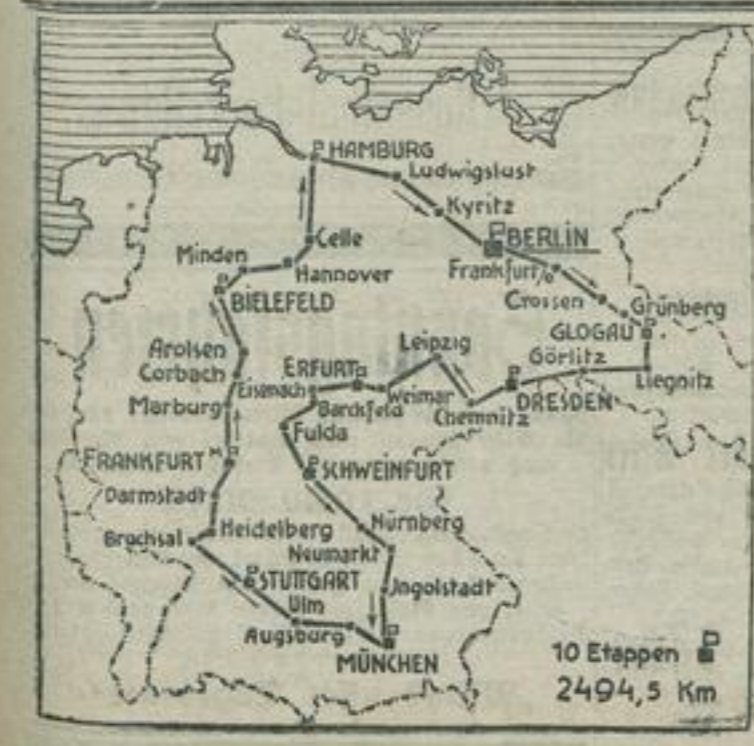 HAMBURG
Ludwigslust
Kyritz
BERLIN
Celle
Minden
Hannover
Frankfurt/o
BIELEFELD
Crossen
Grünberg
GLOGAU
Leipzig
Arolsen
Görlitz
Corbach
ERFURT
Liegnitz
Eisenach
Weimar
DRESDEN
Marburg
Barckfeld
Chemnitz
Fulda
FRANKFURT M
SCHWEINFURT
Darmstadt
Heidelberg
Nürnberg
Bruchsal
Neumarkt
STUTTGART
Jngolstadt
Ulm
Augsburg
MÜNCHEN
10 Etappen
2494,5 Km